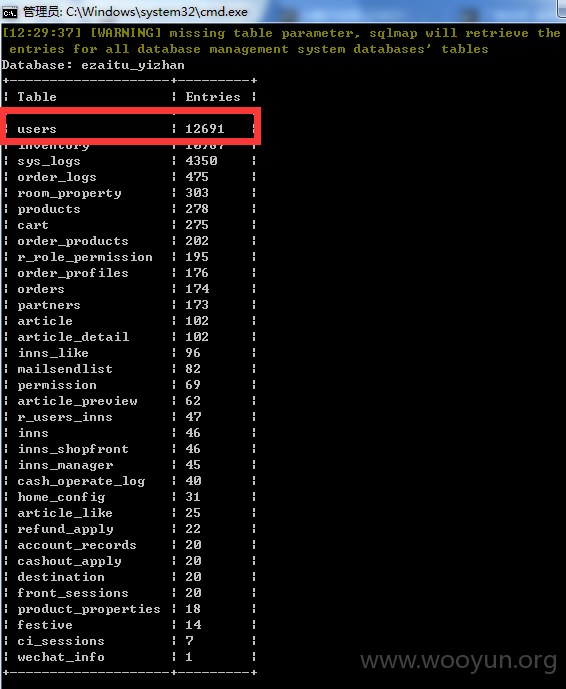 管理员: C:\Windows\system32\cmd.exe
[12:29:37] [WARNING] missing table parameter, sqlmap will retrieve the
entries for all database management system databases' tables
Database: ezaitu_yizhan
+--------------------+---------+
¦ Table ¦ Entries ¦
¦ users ¦ 12691
¦ inventory ¦
¦ sys_logs ¦ 4350 ¦
¦ order_logs ¦ 475 ¦
¦ room_property ¦ 303 ¦
¦ products ¦ 278 ¦
¦ cart ¦ 275 ¦
¦ order_products ¦ 202 ¦
¦ r_role_permission ¦ 195 ¦
¦ order_profiles ¦ 176 ¦
¦ orders ¦ 174 ¦
¦ partners ¦ 173 ¦
¦ article ¦ 102 ¦
¦ article_detail ¦ 102 ¦
¦ inns_like ¦ 96 ¦
¦ mailsendlist ¦ 82 ¦
¦ permission ¦ 69 ¦
¦ article_preview ¦ 62 ¦
¦ r_users_inns ¦ 47 ¦
¦ inns ¦ 46 ¦
¦ inns_shopfront ¦ 46 ¦
¦ inns_manager ¦ 45 ¦
¦ cash_operate_log ¦ 40 ¦
¦ home_config ¦ 31 ¦
¦ article_like ¦ 25 ¦
¦ refund_apply ¦ 22 ¦
¦ account_records ¦ 20 ¦
¦ cashout_apply ¦ 20 ¦
¦ destination ¦ 20 ¦
¦ front_sessions ¦ 20 ¦
¦ product_properties ¦ 18 ¦
¦ festive ¦ 14 ¦
¦ ci_sessions ¦ 7 ¦
¦ wechat_info ¦ 1 ¦
+--------------------+---------+
www.wooyun.org